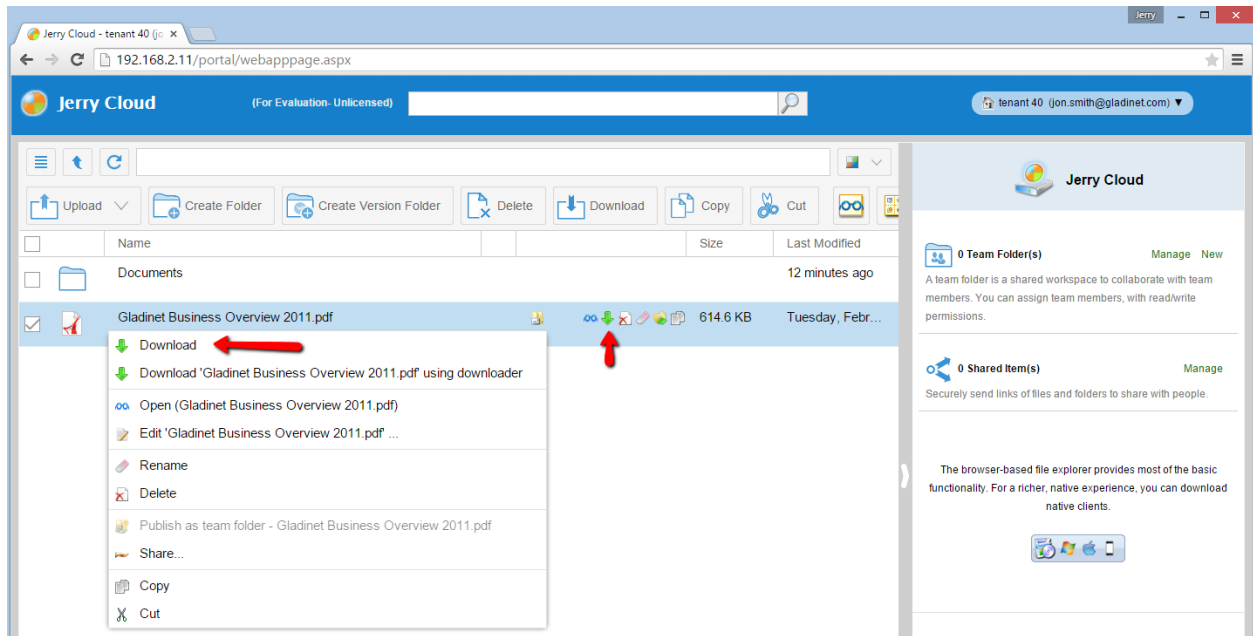 Jerry
Jerry Cloud - tenant 40 (jo
192.168.2.11/portal/webapppage.aspx
Jerry Cloud
(For Evaluation- Unlicensed)
tenant 40 (jon.smith@gladinet.com) ▼
Upload
Create Folder
Create Version Folder
Delete
Download
Copy
Cut
Name
Size
Last Modified
Documents
12 minutes ago
Gladinet Business Overview 2011.pdf
614.6 KB
Tuesday, Febr...
Download
Download 'Gladinet Business Overview 2011.pdf' using downloader
Open (Gladinet Business Overview 2011.pdf)
Edit 'Gladinet Business Overview 2011.pdf' ...
Rename
Delete
Publish as team folder - Gladinet Business Overview 2011.pdf
Share...
Copy
Cut
Jerry Cloud
0 Team Folder(s)
Manage New
A team folder is a shared workspace to collaborate with team
members. You can assign team members, with read/write
permissions.
0 Shared Item(s)
Manage
Securely send links of files and folders to share with people.
The browser-based file explorer provides most of the basic
functionality. For a richer, native experience, you can download
native clients.